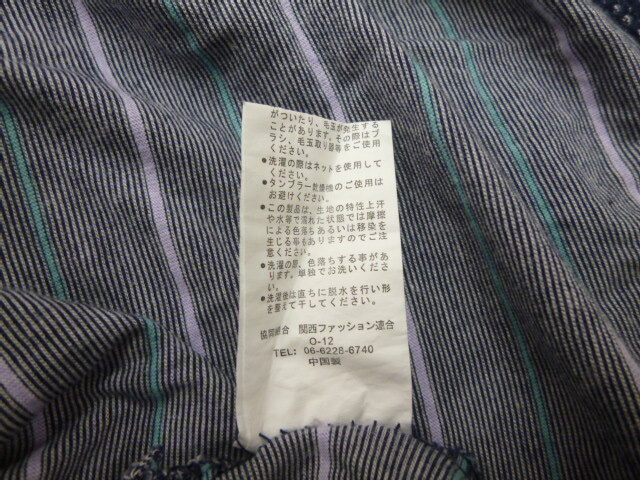 がついたり、毛玉が発生する
ことがあります。その際はブ
ラシ、毛玉取り器等をご使用
ください。
●洗濯の際はネットを使用して
ください。
●タンブラー乾燥機のご使用は
お避けください。
●この製品は、生地の特性上汗
や水等で濡れた状態では摩擦
による色落ちあるいは移染を
生じる事もありますのでご注
意ください。
●洗濯の際、色落ちする事があ
ります。単独でお洗いくださ
い。
●洗濯後は直ちに脱水を行い形
を整えて干してください。
協同組合 関西ファッション連合
O-12
TEL: 06-6228-6740
中国製